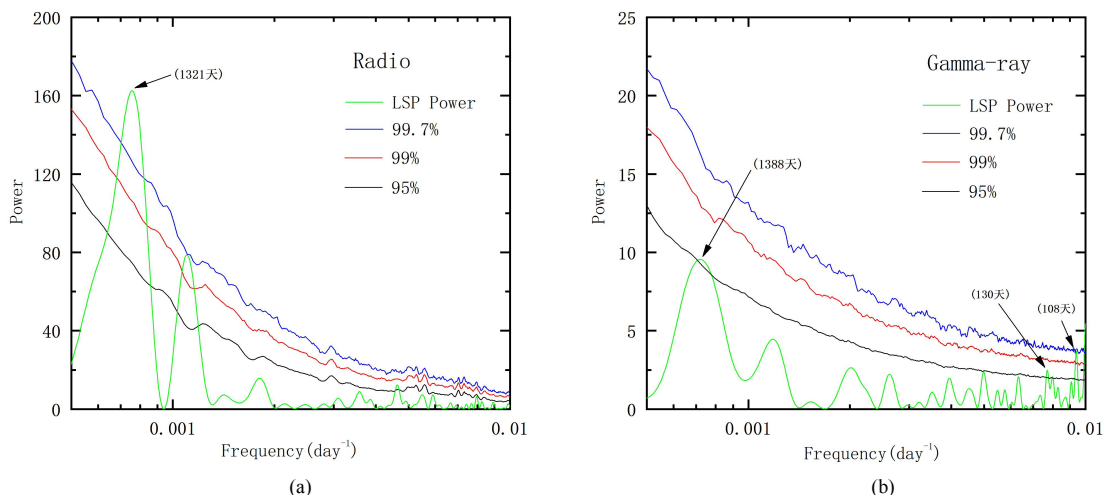 200
160
120
80
40
0
Power
0.001
0.01
Frequency(day⁻¹)
(1321天)
Radio
LSP Power
99.7%
99%
95%
(a)
25
20
15
10
5
0
Power
0.001
0.01
Frequency(day⁻¹)
(1388天)
Gamma-ray
LSP Power
99.7%
99%
95%
(130天)
(108天)
(b)